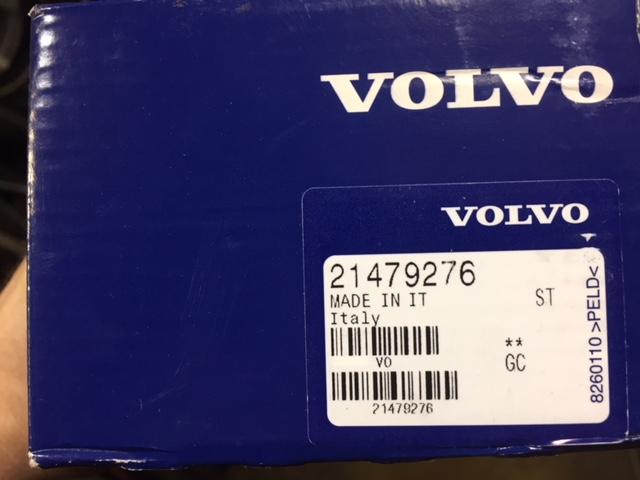 VOLVO
VOLVO
21479276
MADE IN IT ST
Italy
**
VO
GC
21479276
8260110 >PELD<